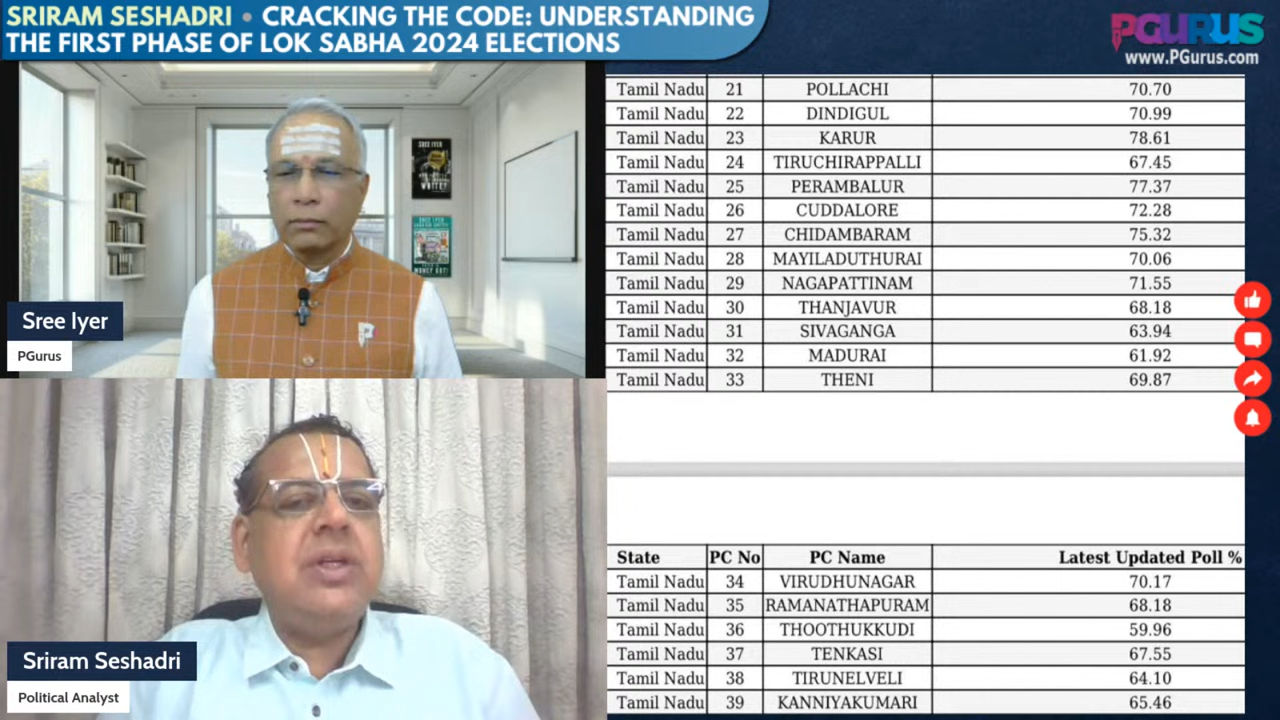 SRIRAM SESHADRI • CRACKING THE CODE: UNDERSTANDING
THE FIRST PHASE OF LOK SABHA 2024 ELECTIONS
PGURUS
www.PGurus.com
SREE IYER
SREE IYER
MONEY
Sree Iyer
PGurus
Sriram Seshadri
Political Analyst
Tamil Nadu 21 POLLACHI 70.70
Tamil Nadu 22 DINDIGUL 70.99
Tamil Nadu 23 KARUR 78.61
Tamil Nadu 24 TIRUCHIRAPPALLI 67.45
Tamil Nadu 25 PERAMBALUR 77.37
Tamil Nadu 26 CUDDALORE 72.28
Tamil Nadu 27 CHIDAMBARAM 75.32
Tamil Nadu 28 MAYILADUTHURAI 70.06
Tamil Nadu 29 NAGAPATTINAM 71.55
Tamil Nadu 30 THANJAVUR 68.18
Tamil Nadu 31 SIVAGANGA 63.94
Tamil Nadu 32 MADURAI 61.92
Tamil Nadu 33 THENI 69.87
State PC No PC Name Latest Updated Poll %
Tamil Nadu 34 VIRUDHUNAGAR 70.17
Tamil Nadu 35 RAMANATHAPURAM 68.18
Tamil Nadu 36 THOOTHUKKUDI 59.96
Tamil Nadu 37 TENKASI 67.55
Tamil Nadu 38 TIRUNELVELI 64.10
Tamil Nadu 39 KANNIYAKUMARI 65.46